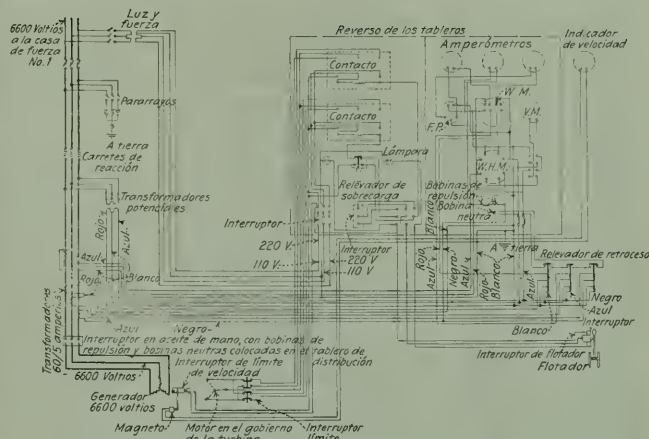 6600 Voltios
a la casa
de fuerza
No.1
Luz y
fuerza
Reverso de los tableros
Amperómetros
Indicador
de velocidad
Contacto
W.M.
Pararrayos
V.M.
Contacto
F.P.
A tierra
Carretes de
reacción
Lámpara
W.H.M.
Transformadores
potenciales
Relevador de
sobrecarga
Bobinas de
repulsión
Bobina
neutra
Rojo
Azul
Interruptor
Blanco
220 V.
Interruptor
A tierra
220 V.
Relevador de retroceso
Azul
110 V.
110 V
Rojo
Blanco
Rojo
Azul
Negro
Azul
Rojo
Blanco
Negro
Azul
Interruptor
Transformadores
60/5 amperios
Azul
Negro
Blanco
Interruptor en aceite de mano, con bobinas de
repulsión y bobinas neutras colocadas en el tablero de
distribución
Interruptor de flotador
Flotador
6600 Voltios
Interruptor de límite
de velocidad
Generador
6600 voltios
Magneto
Motor en el gobierno
de la turbina
Interruptor
límite